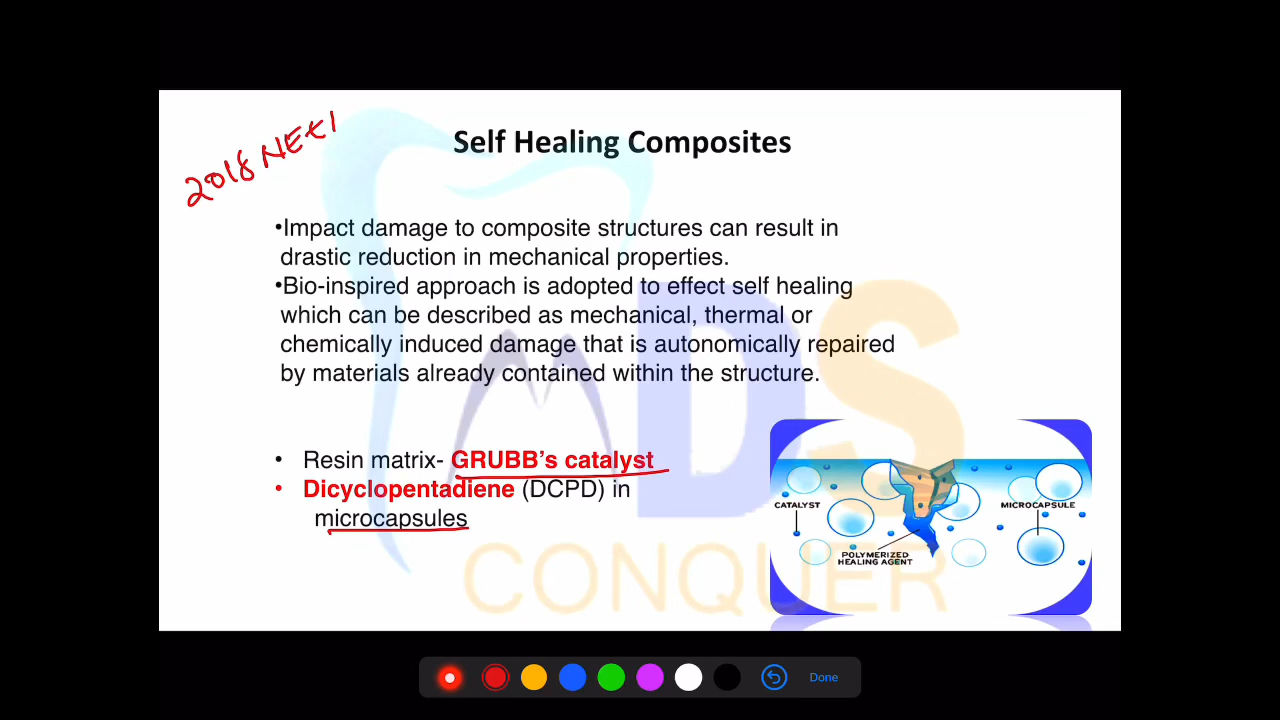 2018 NEET
Self Healing Composites
•Impact damage to composite structures can result in
drastic reduction in mechanical properties.
•Bio-inspired approach is adopted to effect self healing
which can be described as mechanical, thermal or
chemically induced damage that is autonomically repaired
by materials already contained within the structure.
• Resin matrix- GRUBB's catalyst
• Dicyclopentadiene (DCPD) in
microcapsules
CATALYST
MICROCAPSULE
POLYMERIZED
HEALING AGENT
MDS
CONQUER
Done